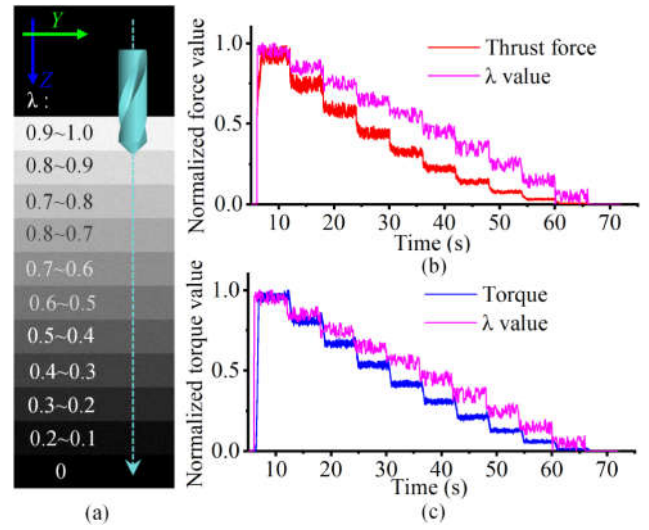 Y
Z
λ :
0.9~1.0
0.8~0.9
0.7~0.8
0.8~0.7
0.7~0.6
0.6~0.5
0.5~0.4
0.4~0.3
0.3~0.2
0.2~0.1
0
(a)
Normalized force value
1.0
0.5
0.0
Thrust force
λ value
10 20 30 40 50 60 70
Time (s)
(b)
Normalized torque value
1.0
0.5
0.0
Torque
λ value
10 20 30 40 50 60 70
Time (s)
(c)